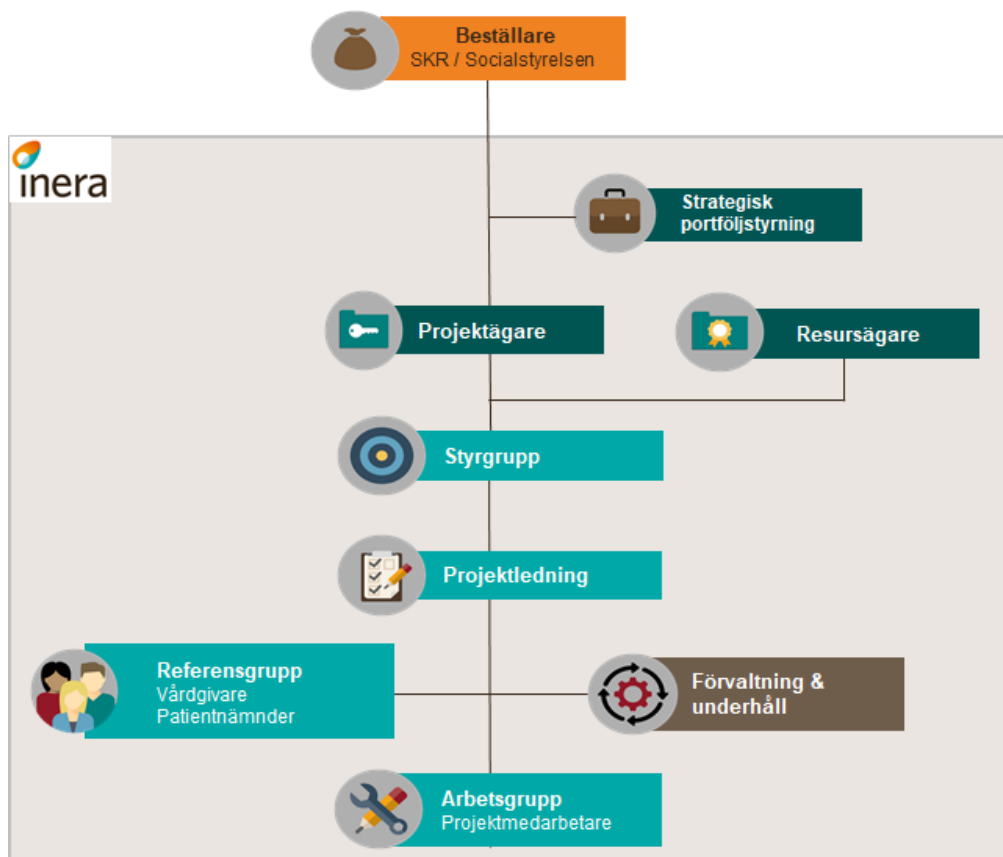 Beställare
SKR / Socialstyrelsen
inera
Strategisk
portföljstyrning
Projektägare
Resursägare
Styrgrupp
Projektledning
Referensgrupp
Vårdgivare
Patientnämnder
Förvaltning &
underhåll
Arbetsgrupp
Projektmedarbetare